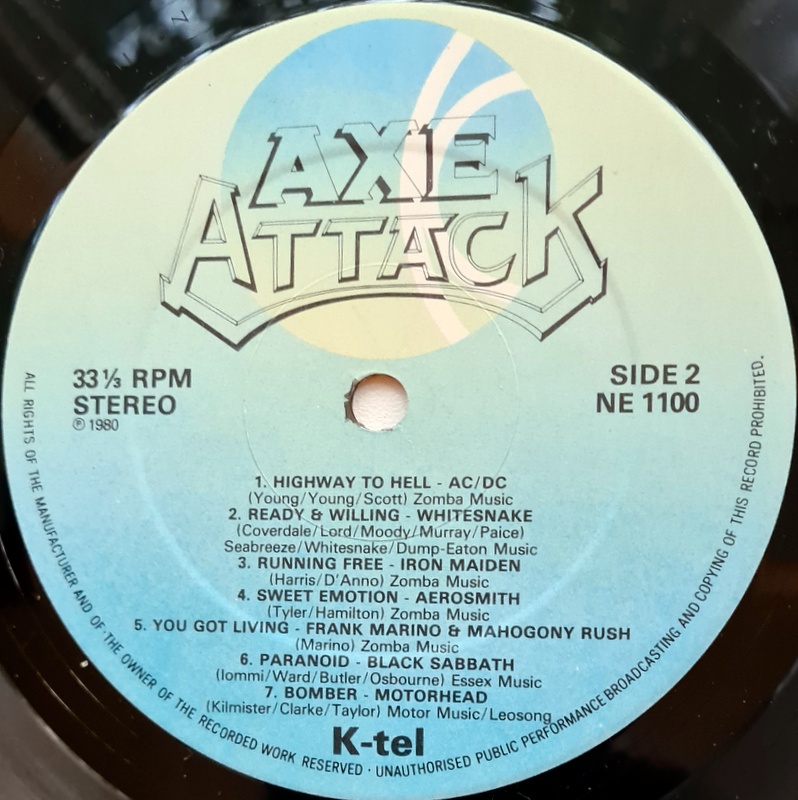 AXE
ATTACK
33⅓ RPM
STEREO
℗ 1980
SIDE 2
NE 1100
1. HIGHWAY TO HELL - AC/DC
(Young/Young/Scott) Zomba Music
2. READY & WILLING - WHITESNAKE
(Coverdale/Lord/Moody/Murray/Paice)
Seabreeze/Whitesnake/Dump-Eaton Music
3. RUNNING FREE - IRON MAIDEN
(Harris/D'Anno) Zomba Music
4. SWEET EMOTION - AEROSMITH
(Tyler/Hamilton) Zomba Music
5. YOU GOT LIVING - FRANK MARINO & MAHOGONY RUSH
(Marino) Zomba Music
6. PARANOID - BLACK SABBATH
(Iommi/Ward/Butler/Osbourne) Essex Music
7. BOMBER - MOTORHEAD
(Kilmister/Clarke/Taylor) Motor Music/Leosong
K-tel
ALL RIGHTS OF THE MANUFACTURER AND OF THE OWNER OF THE RECORDED WORK RESERVED · UNAUTHORISED PUBLIC PERFORMANCE BROADCASTING AND COPYING OF THIS RECORD PROHIBITED.